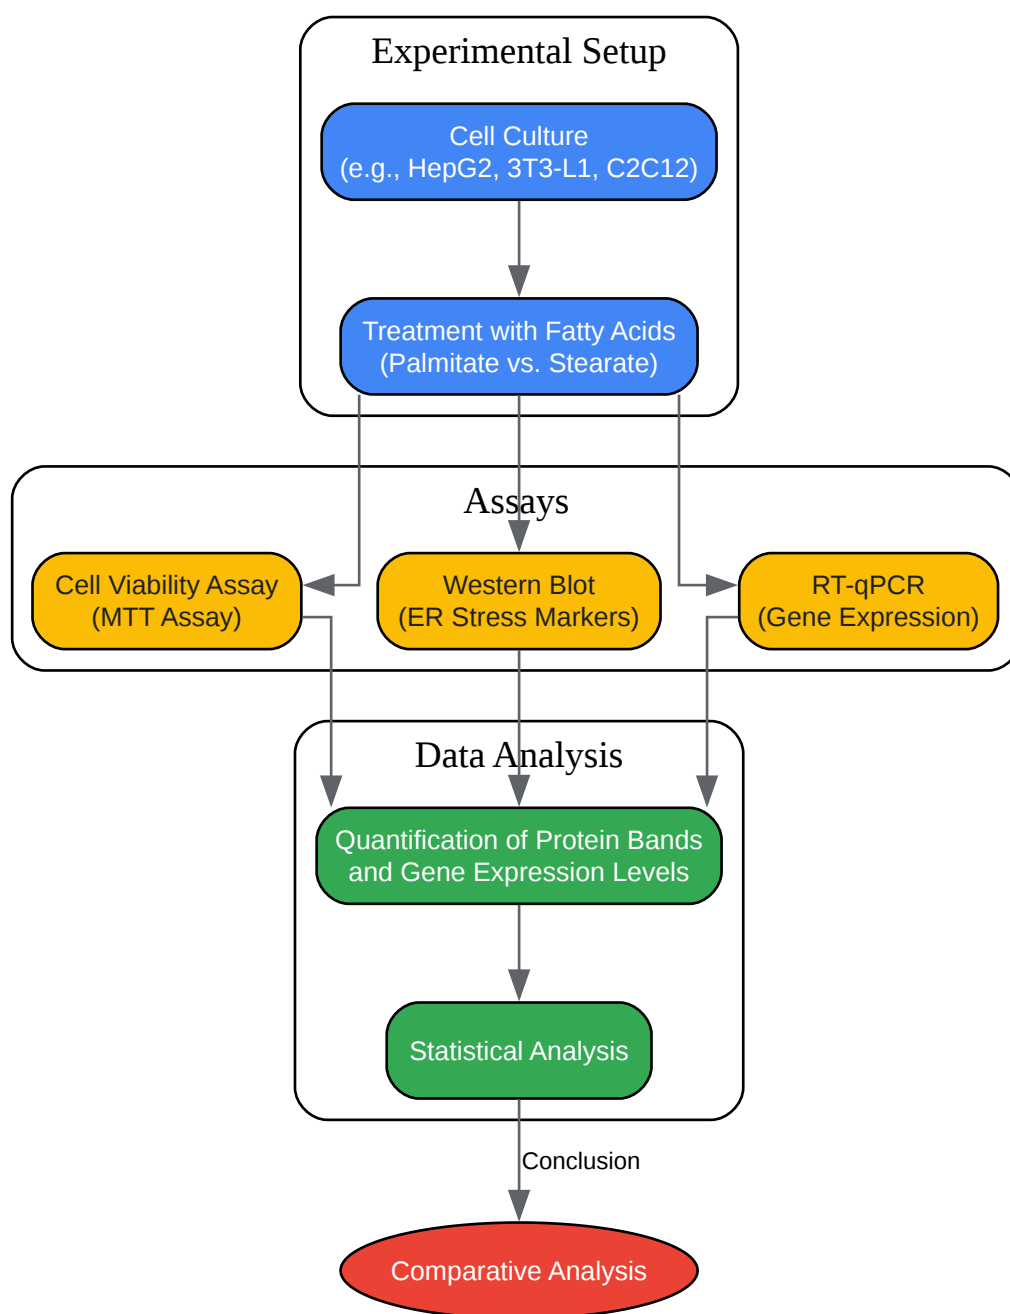 Experimental Setup
Cell Culture
(e.g., HepG2, 3T3-L1, C2C12)
Treatment with Fatty Acids
(Palmitate vs. Stearate)
Assays
Cell Viability Assay
(MTT Assay)
Western Blot
(ER Stress Markers)
RT-qPCR
(Gene Expression)
Data Analysis
Quantification of Protein Bands
and Gene Expression Levels
Statistical Analysis
Conclusion
Comparative Analysis